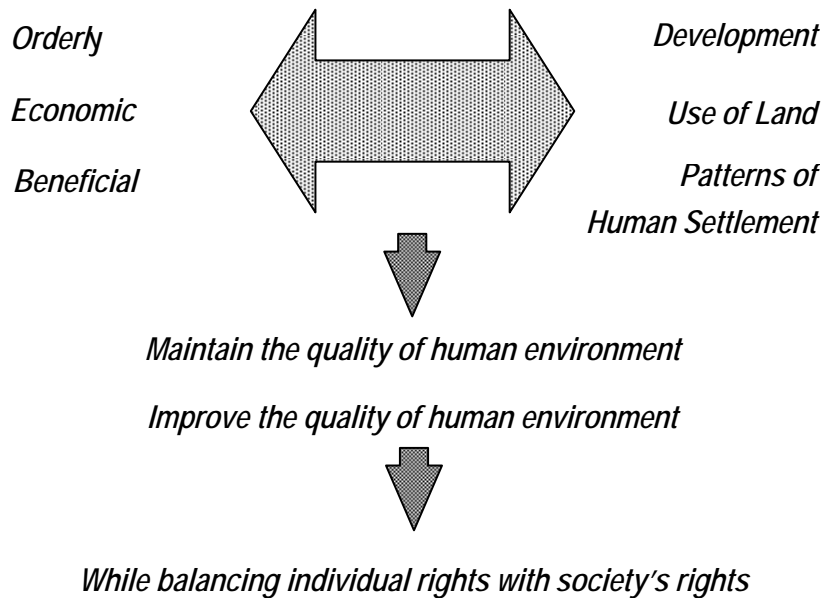 Orderly
Economic
Beneficial
Development
Use of Land
Patterns of
Human Settlement
Maintain the quality of human environment
Improve the quality of human environment
While balancing individual rights with society's rights